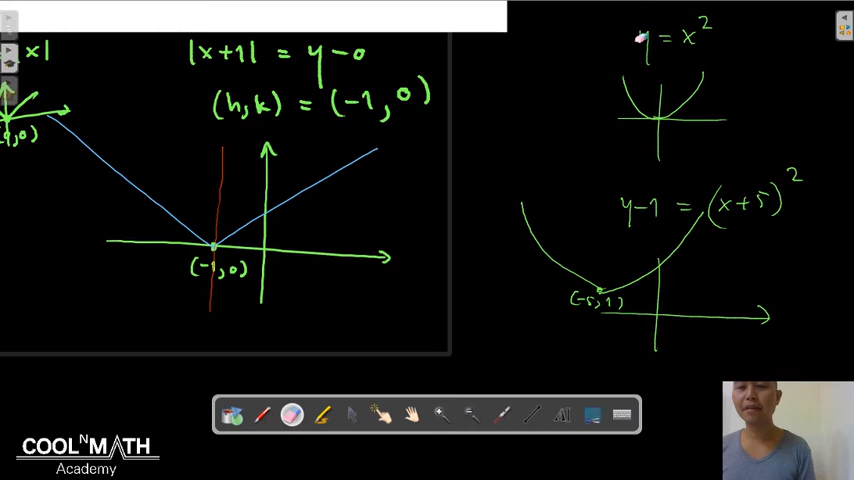 |x|
|x+1| = y-0
(h,k) = (-1, 0)
(-1,0)
y = x²
y-1 = (x+5)²
(-5,1)
COOL N MATH
Academy